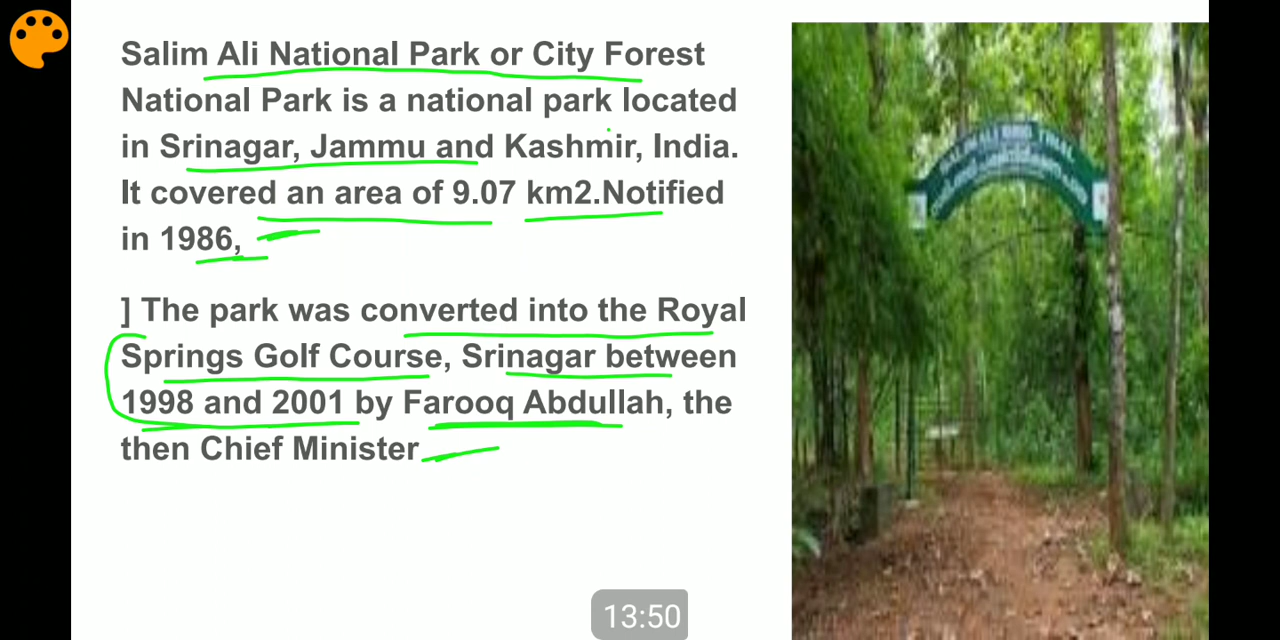 Salim Ali National Park or City Forest
National Park is a national park located
in Srinagar, Jammu and Kashmir, India.
It covered an area of 9.07 km2.Notified
in 1986,
] The park was converted into the Royal
Springs Golf Course, Srinagar between
1998 and 2001 by Farooq Abdullah, the
then Chief Minister
13:50